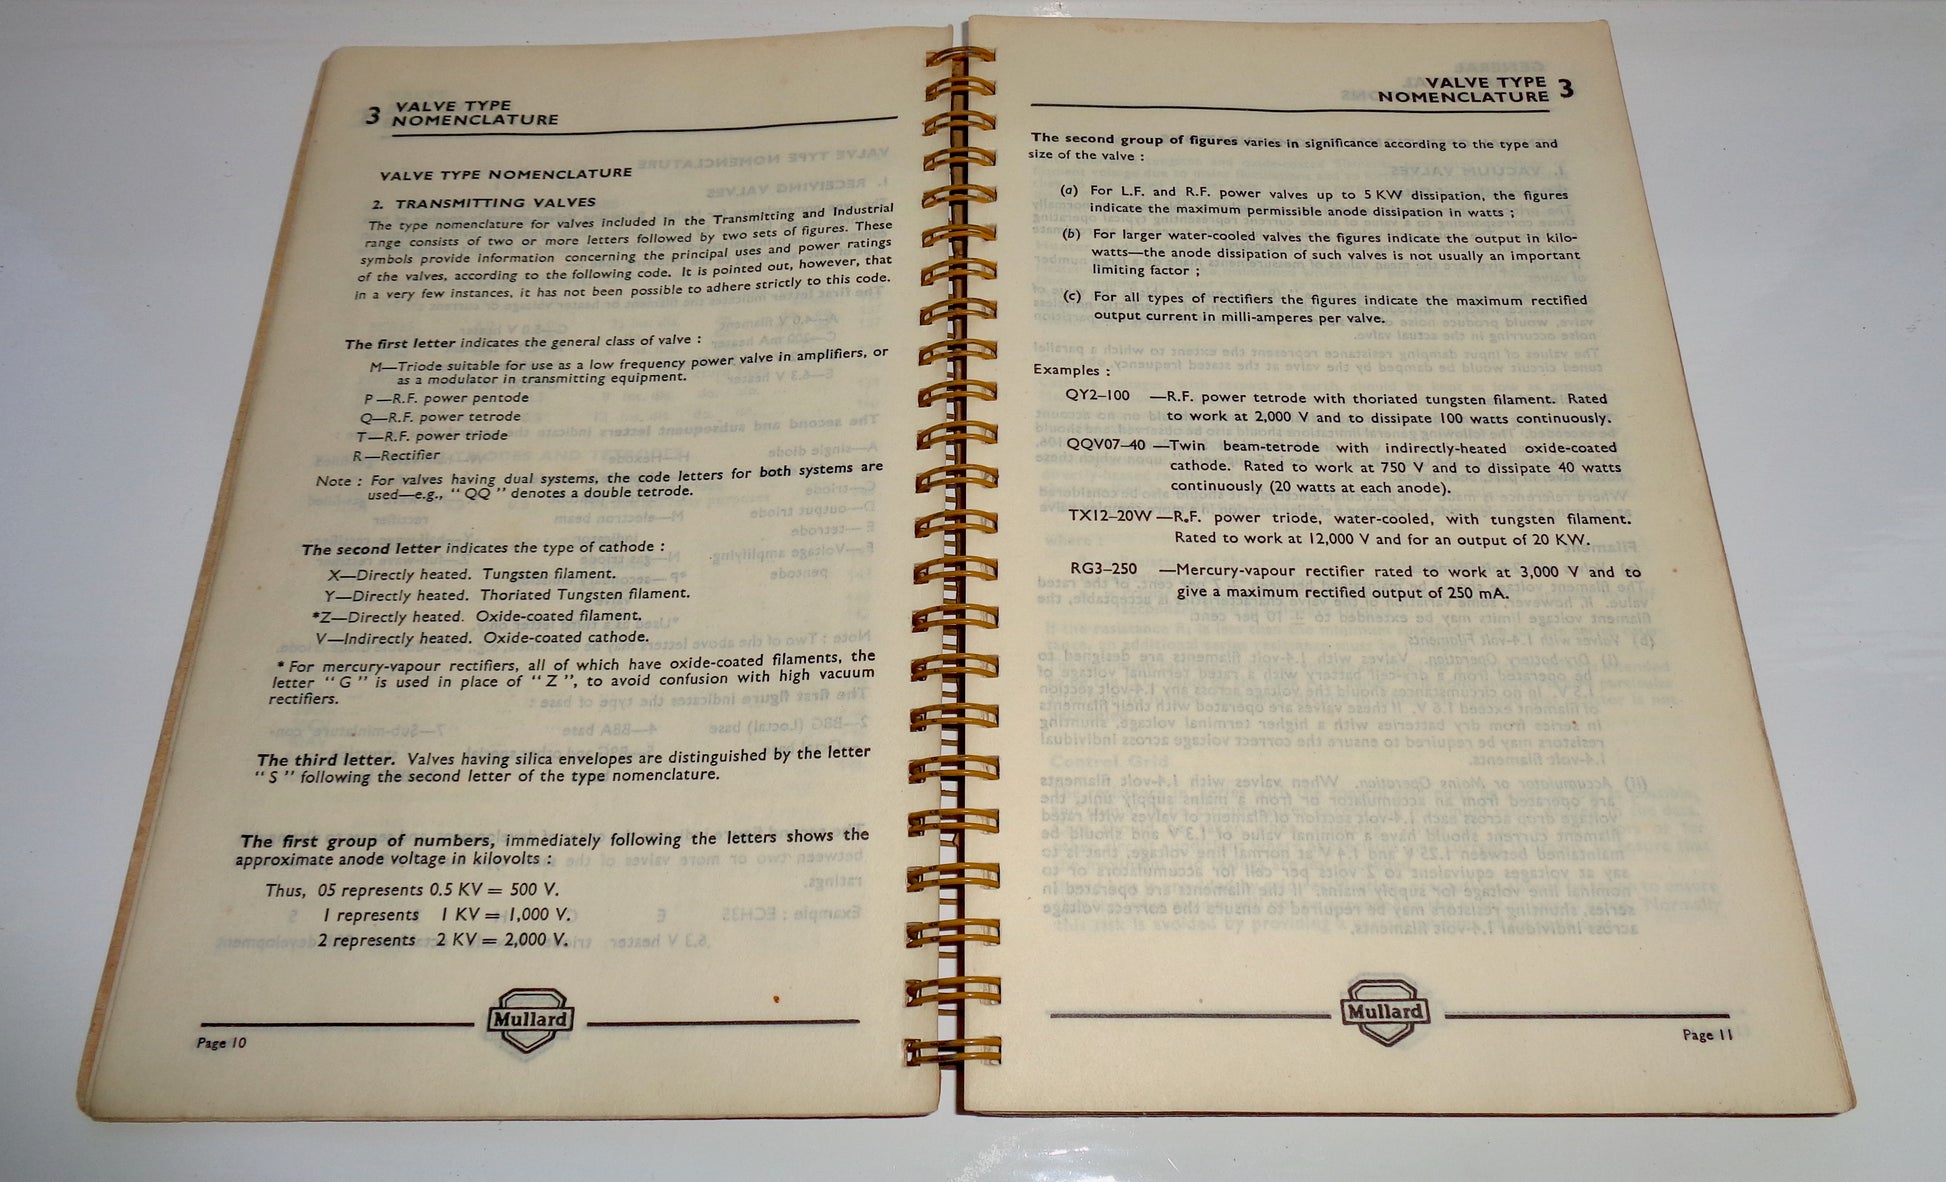 3 VALVE TYPE
NOMENCLATURE
VALVE TYPE NOMENCLATURE
2. TRANSMITTING VALVES
The type nomenclature for valves included in the Transmitting and Industrial
range consists of two or more letters followed by two sets of figures. These
symbols provide information concerning the principal uses and power ratings
of the valves, according to the following code. It is pointed out, however, that
in a very few instances, it has not been possible to adhere strictly to this code.
The first letter indicates the general class of valve :
M—Triode suitable for use as a low frequency power valve in amplifiers, or
as a modulator in transmitting equipment.
P—R.F. power pentode
Q—R.F. power tetrode
T—R.F. power triode
R—Rectifier
Note : For valves having dual systems, the code letters for both systems are
used—e.g., " QQ " denotes a double tetrode.
The second letter indicates the type of cathode :
X—Directly heated. Tungsten filament.
Y—Directly heated. Thoriated Tungsten filament.
*Z—Directly heated. Oxide-coated filament.
V—Indirectly heated. Oxide-coated cathode.
* For mercury-vapour rectifiers, all of which have oxide-coated filaments, the
letter " G " is used in place of " Z ", to avoid confusion with high vacuum
rectifiers.
The third letter. Valves having silica envelopes are distinguished by the letter
" S " following the second letter of the type nomenclature.
The first group of numbers, immediately following the letters shows the
approximate anode voltage in kilovolts :
Thus, 05 represents 0.5 KV = 500 V.
1 represents 1 KV = 1,000 V.
2 represents 2 KV = 2,000 V.
Mullard
Page 10
VALVE TYPE
NOMENCLATURE 3
The second group of figures varies in significance according to the type and
size of the valve :
(a) For L.F. and R.F. power valves up to 5 KW dissipation, the figures
indicate the maximum permissible anode dissipation in watts ;
(b) For larger water-cooled valves the figures indicate the output in kilo-
watts—the anode dissipation of such valves is not usually an important
limiting factor ;
(c) For all types of rectifiers the figures indicate the maximum rectified
output current in milli-amperes per valve.
Examples :
QY2–100 —R.F. power tetrode with thoriated tungsten filament. Rated
to work at 2,000 V and to dissipate 100 watts continuously.
QQV07–40 —Twin beam-tetrode with indirectly-heated oxide-coated
cathode. Rated to work at 750 V and to dissipate 40 watts
continuously (20 watts at each anode).
TX12–20W —R.F. power triode, water-cooled, with tungsten filament.
Rated to work at 12,000 V and for an output of 20 KW.
RG3–250 —Mercury-vapour rectifier rated to work at 3,000 V and to
give a maximum rectified output of 250 mA.
Mullard
Page 11